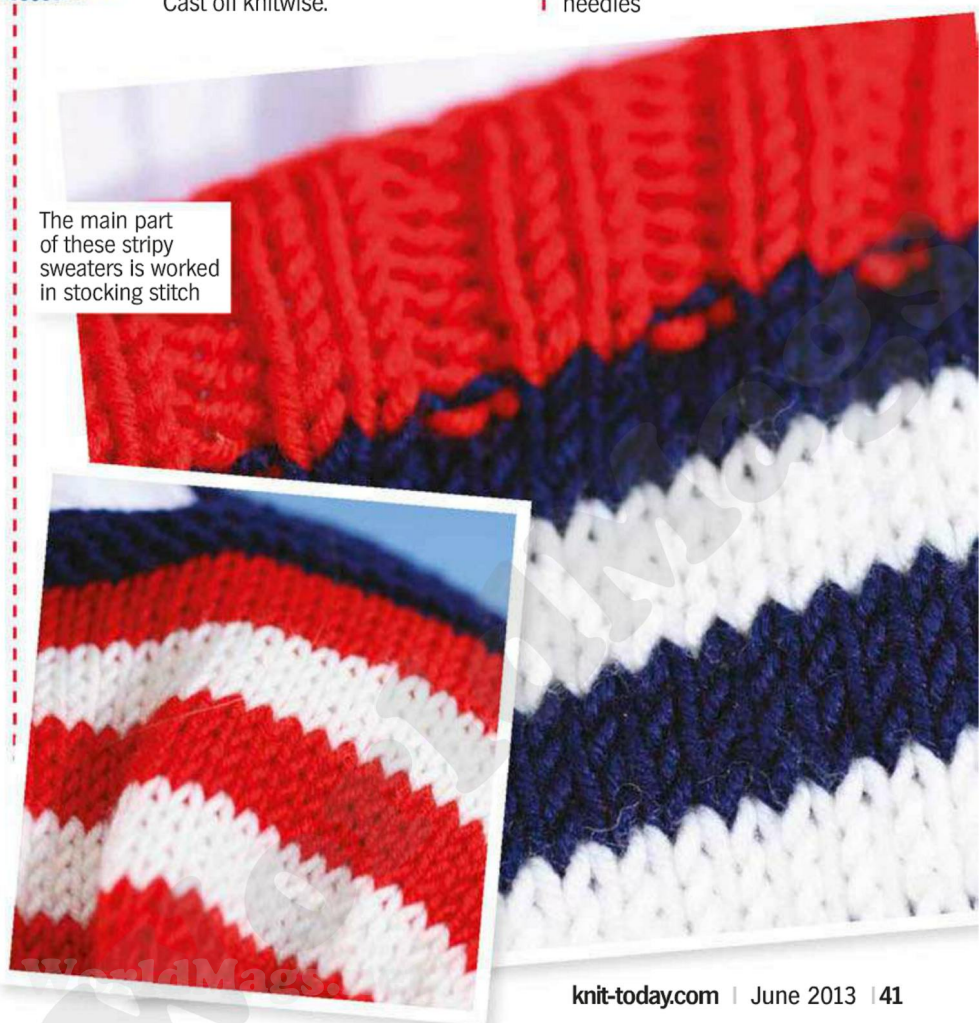 Cast off knitwise.
needles
The main part
of these stripy
sweaters is worked
in stocking stitch
WorldMags.
knit-today.com | June 2013 | 41